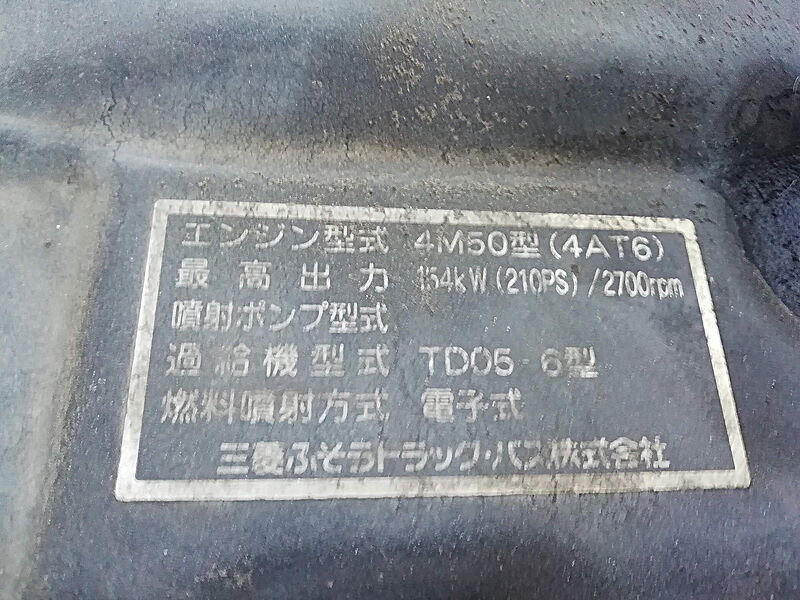 エンジン型式 4M50型(4AT6)
最高出力 154kW(210PS)/2700rpm
噴射ポンプ型式
過給機型式 TD05-6型
燃料噴射方式 電子式
三菱ふそうトラック・バス株式会社